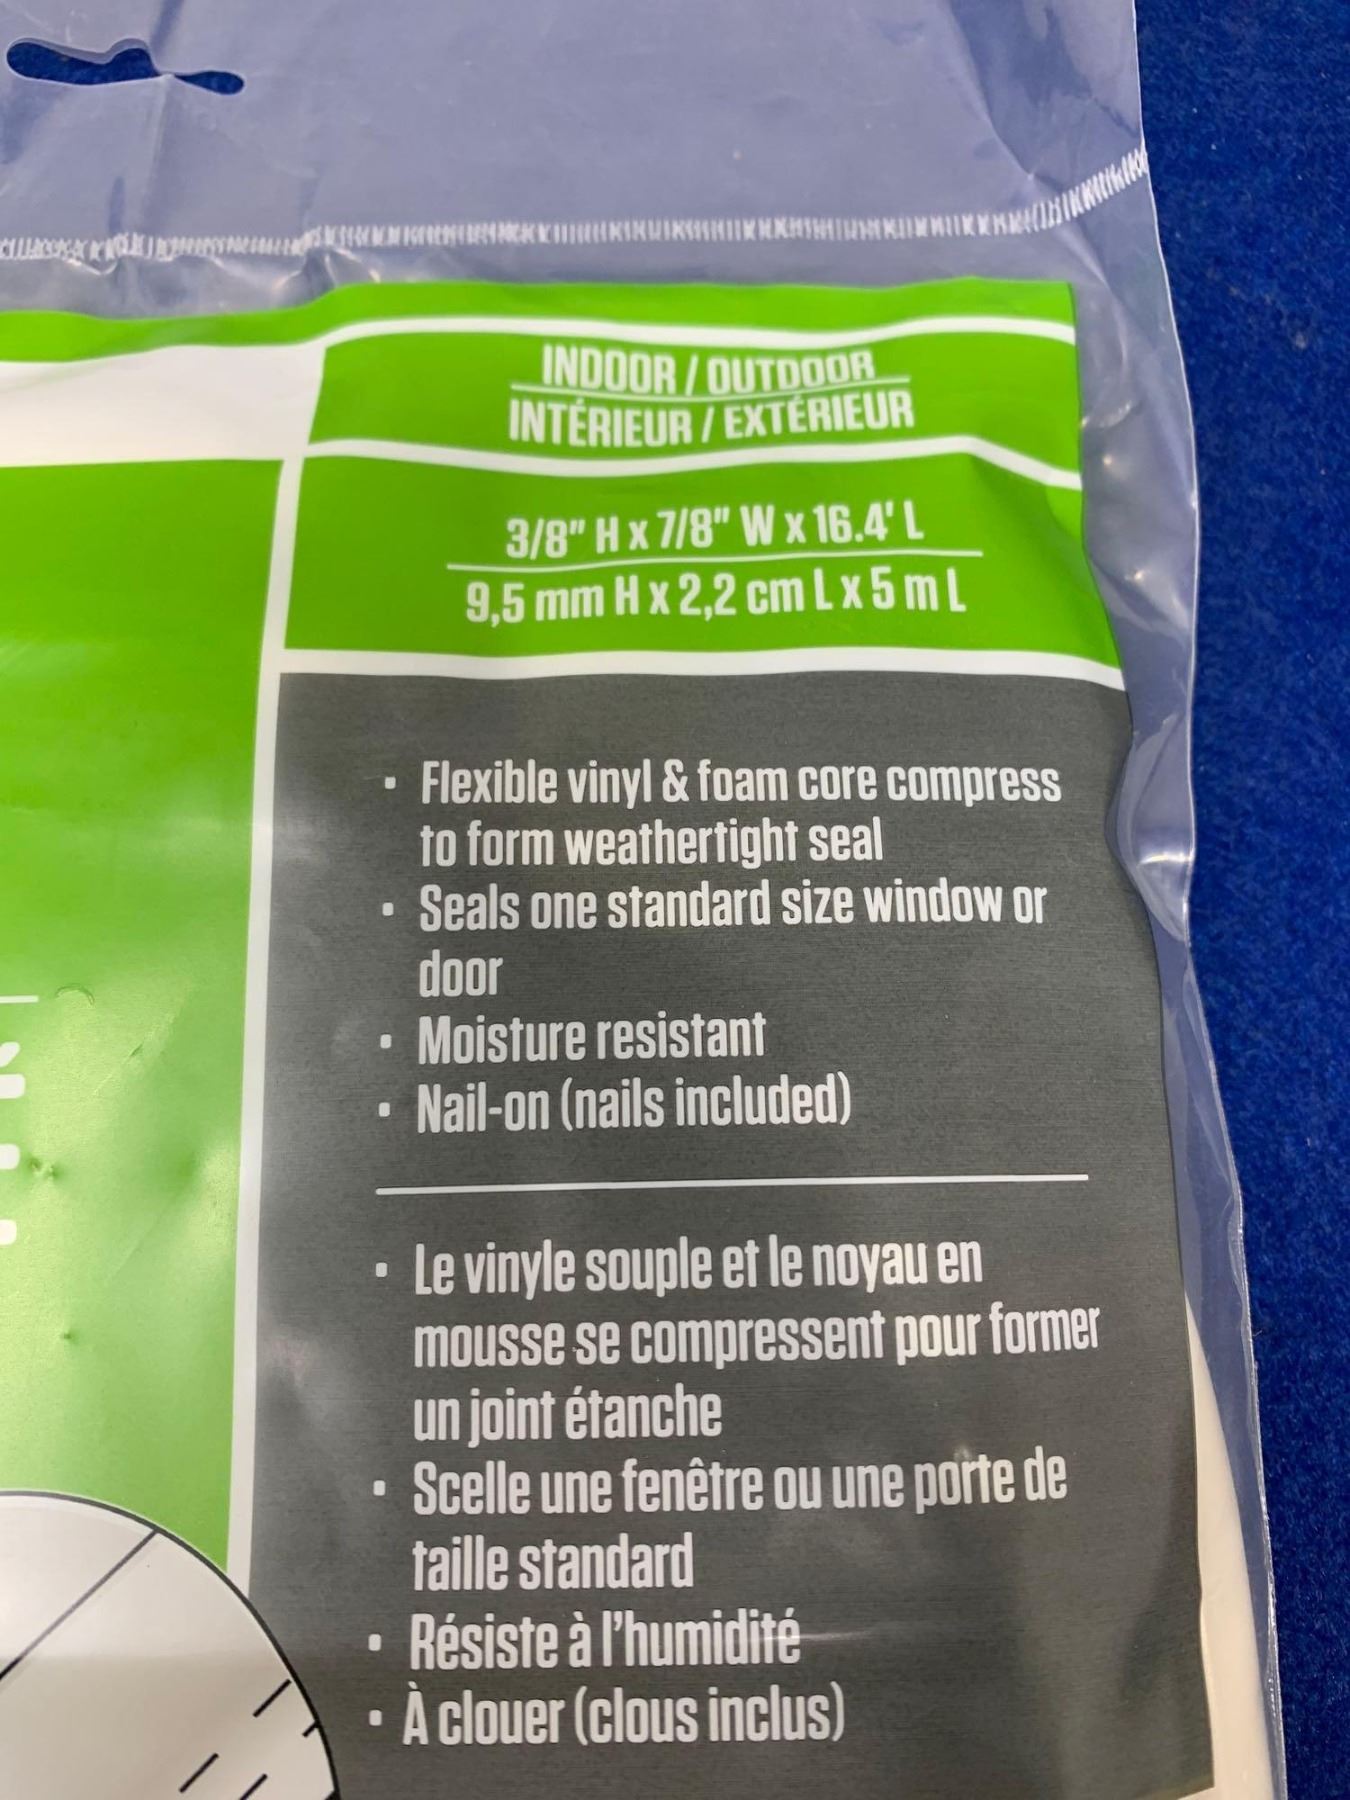 INDOOR / OUTDOOR
INTÉRIEUR / EXTÉRIEUR
3/8" H x 7/8" W x 16.4' L
9,5 mm H x 2,2 cm L x 5 m L
• Flexible vinyl & foam core compress
to form weathertight seal
• Seals one standard size window or
door
• Moisture resistant
• Nail-on (nails included)
• Le vinyle souple et le noyau en
mousse se compressent pour former
un joint étanche
• Scelle une fenêtre ou une porte de
taille standard
• Résiste à l'humidité
• À clouer (clous inclus)